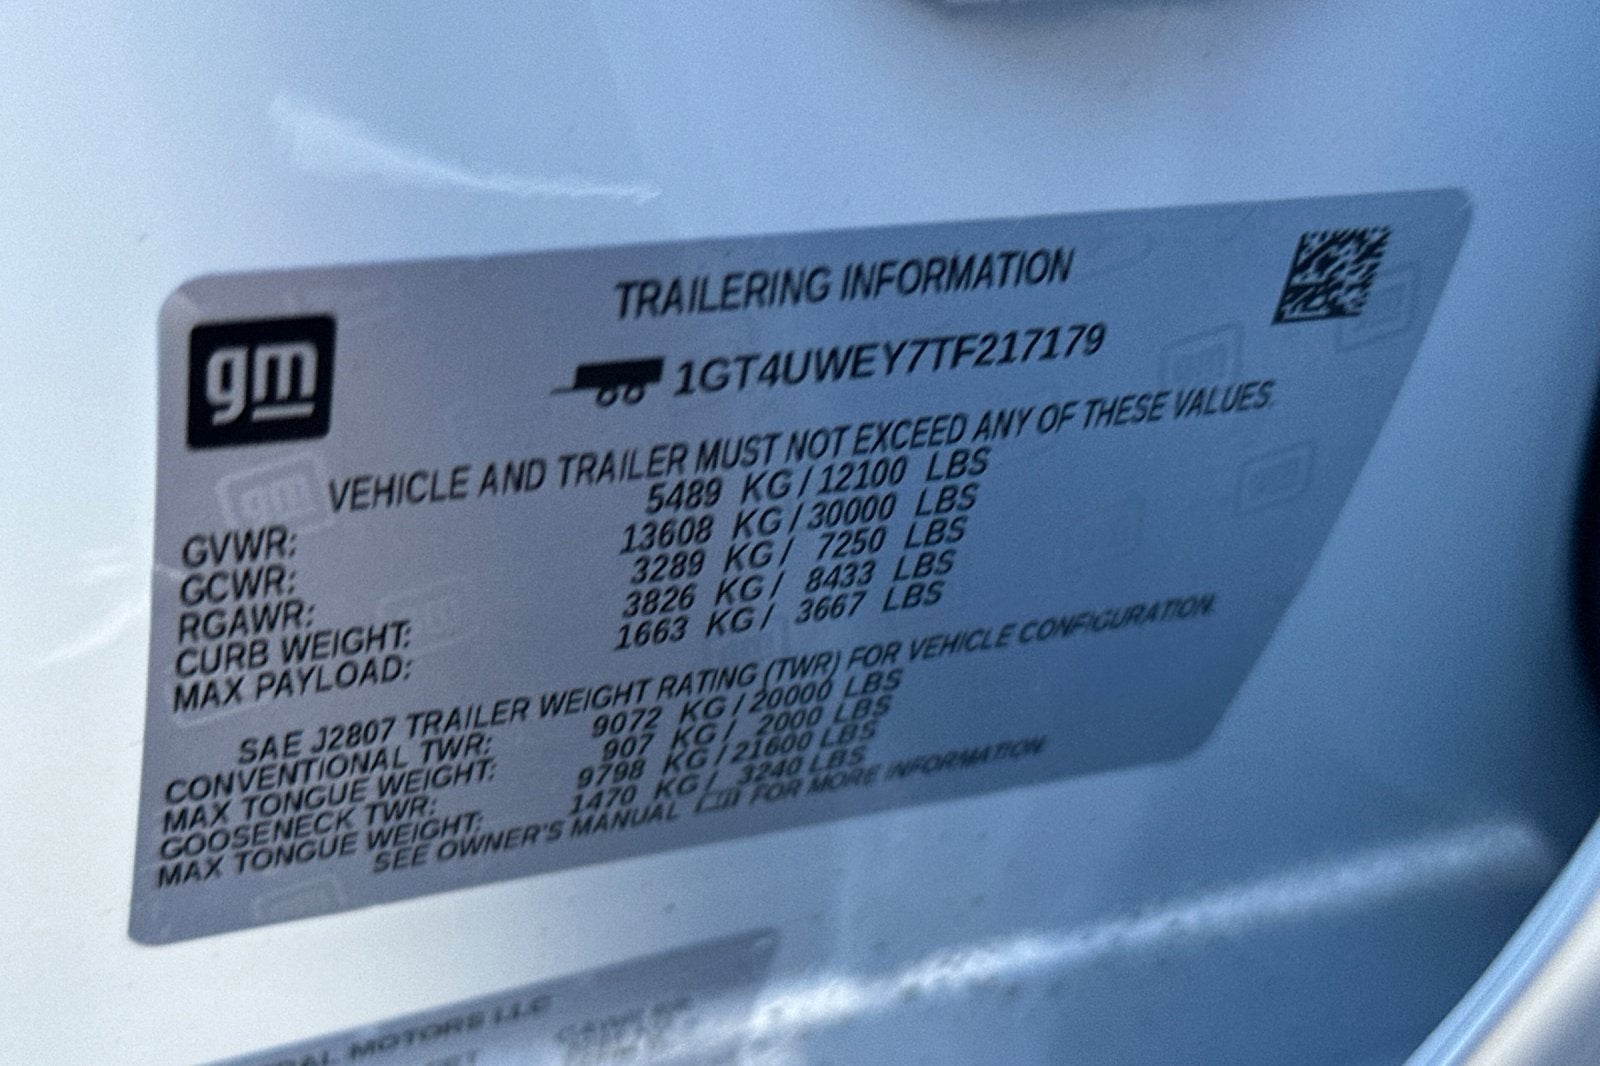 TRAILERING INFORMATION
gm
1GT4UWEY7TF217179
VEHICLE AND TRAILER MUST NOT EXCEED ANY OF THESE VALUES.
GVWR: 5489 KG / 12100 LBS
GCWR: 13608 KG / 30000 LBS
RGAWR: 3289 KG / 7250 LBS
CURB WEIGHT: 3826 KG / 8433 LBS
MAX PAYLOAD: 1663 KG / 3667 LBS
SAE J2807 TRAILER WEIGHT RATING (TWR) FOR VEHICLE CONFIGURATION.
CONVENTIONAL TWR: 9072 KG / 20000 LBS
MAX TONGUE WEIGHT: 907 KG / 2000 LBS
GOOSENECK TWR: 9798 KG / 21600 LBS
MAX TONGUE WEIGHT: 1470 KG / 3240 LBS
SEE OWNER'S MANUAL FOR MORE INFORMATION
MOTORS LLC